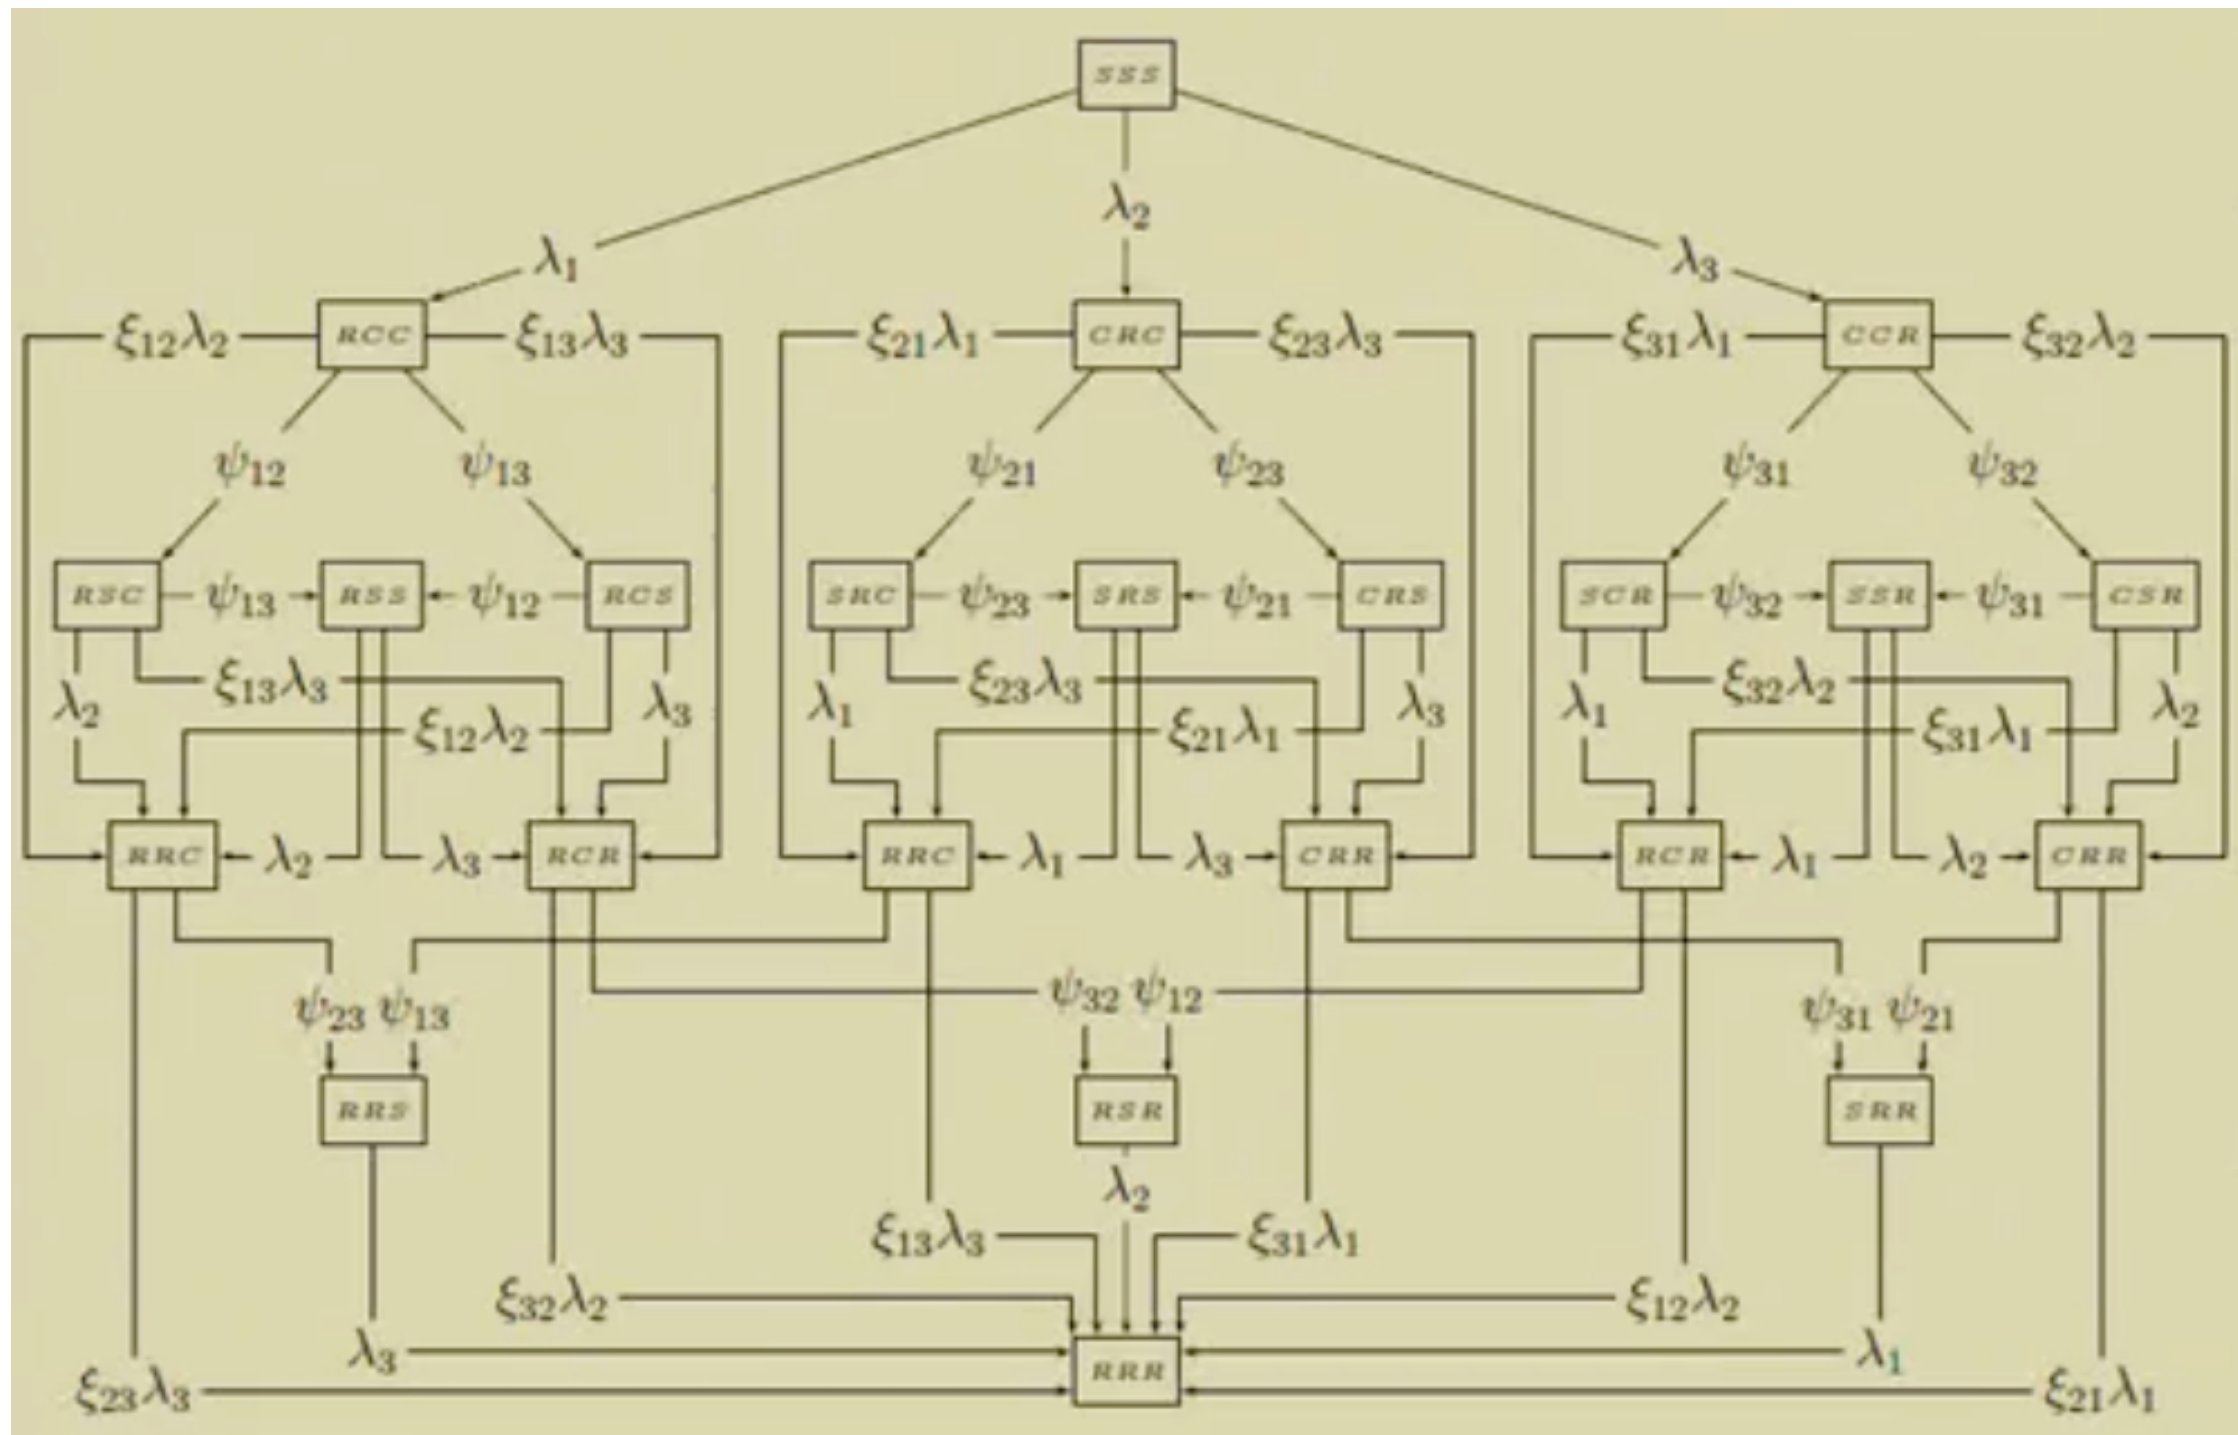 SSS
λ₂
λ₁ λ₃
ξ₁₂λ₂ RCC ξ₁₃λ₃ ξ₂₁λ₁ CRC ξ₂₃λ₃ ξ₃₁λ₁ CCR ξ₃₂λ₂
ψ₁₂ ψ₁₃ ψ₂₁ ψ₂₃ ψ₃₁ ψ₃₂
RSC ψ₁₃ RSS ψ₁₂ RCS SRC ψ₂₃ SRS ψ₂₁ CRS SCR ψ₃₂ SSR ψ₃₁ CSR
ξ₁₃λ₃ ξ₂₃λ₃ ξ₃₂λ₂
λ₂ λ₃ λ₁ λ₃ λ₁ λ₂
ξ₁₂λ₂ ξ₂₁λ₁ ξ₃₁λ₁
RRC λ₂ λ₃ RCR RRC λ₁ λ₃ CRR RCR λ₁ λ₂ CRR
ψ₃₂ ψ₁₂
ψ₂₃ ψ₁₃ ψ₃₁ ψ₂₁
RRS RSR SRR
λ₂
ξ₁₃λ₃ ξ₃₁λ₁
ξ₃₂λ₂ ξ₁₂λ₂
λ₃ λ₁
RRR
ξ₂₃λ₃ ξ₂₁λ₁